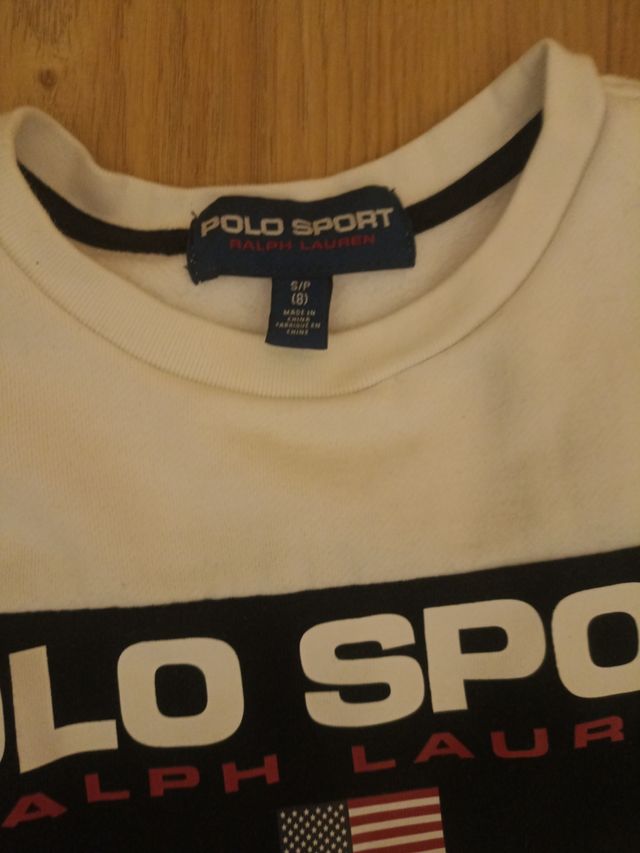 POLO SPORT
RALPH LAUREN
S/P
(8)
MADE IN
CHINA
FABRIQUÉ EN
CHINE
OLO SPO
ALPH LAUR